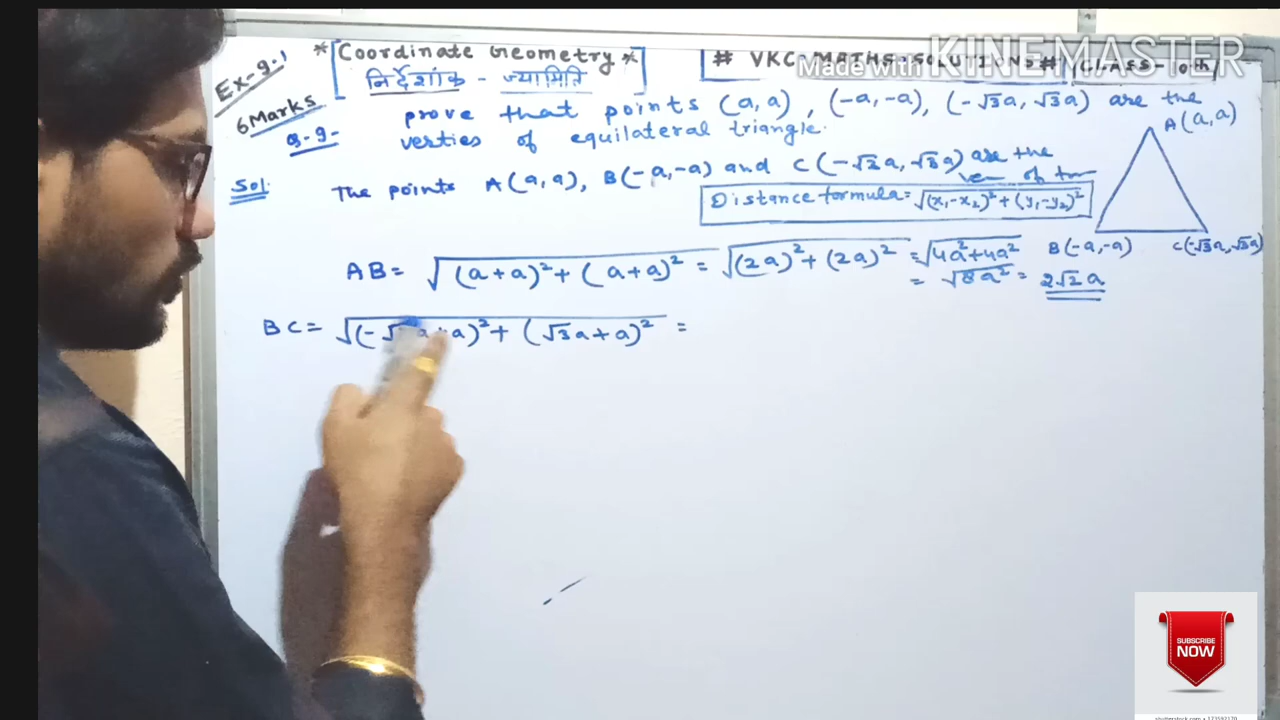 Made with KINEMASTER
Ex-9.1 *[Coordinate Geometry*] # VKC MATHS SOLUTIONS # (CLASS-10th)
निर्देशांक - ज्यामिति
6 Marks
Q-9- prove that points (a, a), (-a, -a), (-√3a, √3a) are the
verties of equilateral triangle.
A(a, a)
Sol: The points A(a, a), B(-a, -a) and C(-√3a, √3a) are the
of
Distance formula = √(x₁-x₂)² + (y₁-y₂)²
B(-a, -a) C(-√3a, √3a)
AB = √(a+a)² + (a+a)² = √(2a)² + (2a)² = √4a²+4a²
= √8a² = 2√2a
BC = √(-√3a+a)² + (√3a+a)² =
SUBSCRIBE
NOW